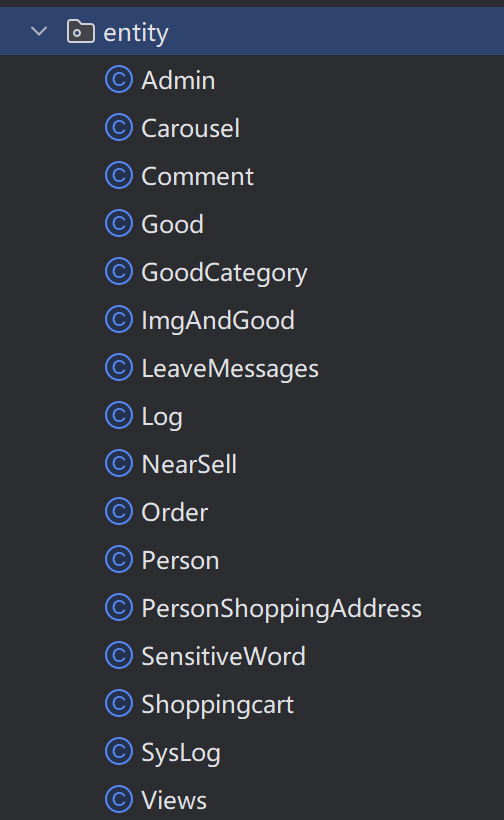 entity
C Admin
C Carousel
C Comment
C Good
C GoodCategory
C ImgAndGood
C LeaveMessages
C Log
C NearSell
C Order
C Person
C PersonShoppingAddress
C SensitiveWord
C Shoppingcart
C SysLog
C Views